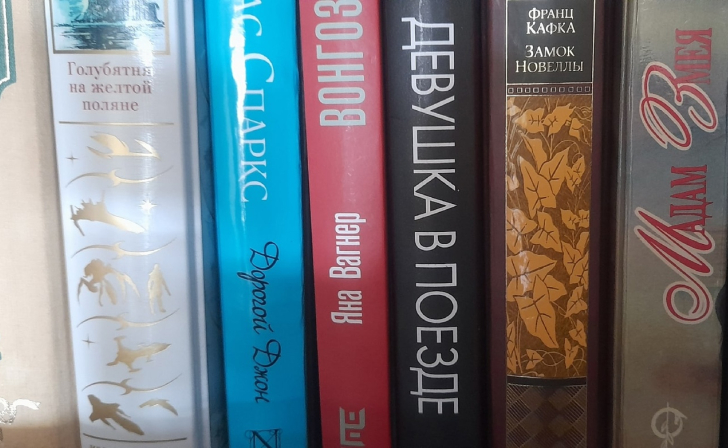 Голубятня
на желтой
поляне
ас Спаркс
Дорогой Джон
Яна Вагнер
ВОНГОЗ
ДЕВУШКА В ПОЕЗДЕ
ФРАНЦ
КАФКА
ЗАМОК
НОВЕЛЛЫ
МАДАМ
ЗМЕЯ